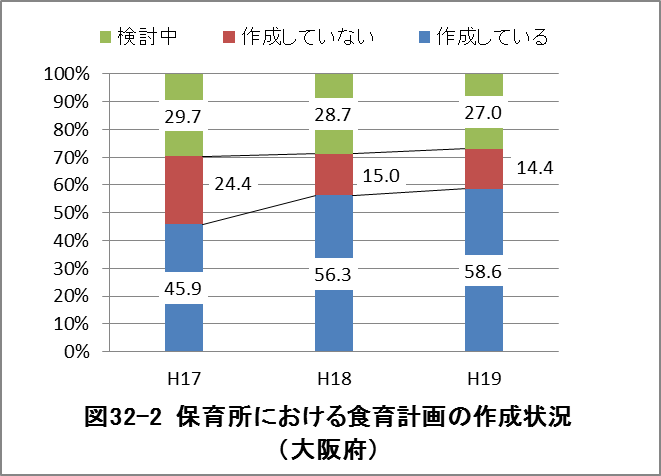 検討中 作成していない 作成している
100%
90%
80%
70%
60%
50%
40%
30%
20%
10%
0%
29.7 28.7 27.0
24.4 15.0 14.4
45.9 56.3 58.6
H17 H18 H19
図32-2 保育所における食育計画の作成状況
（大阪府）